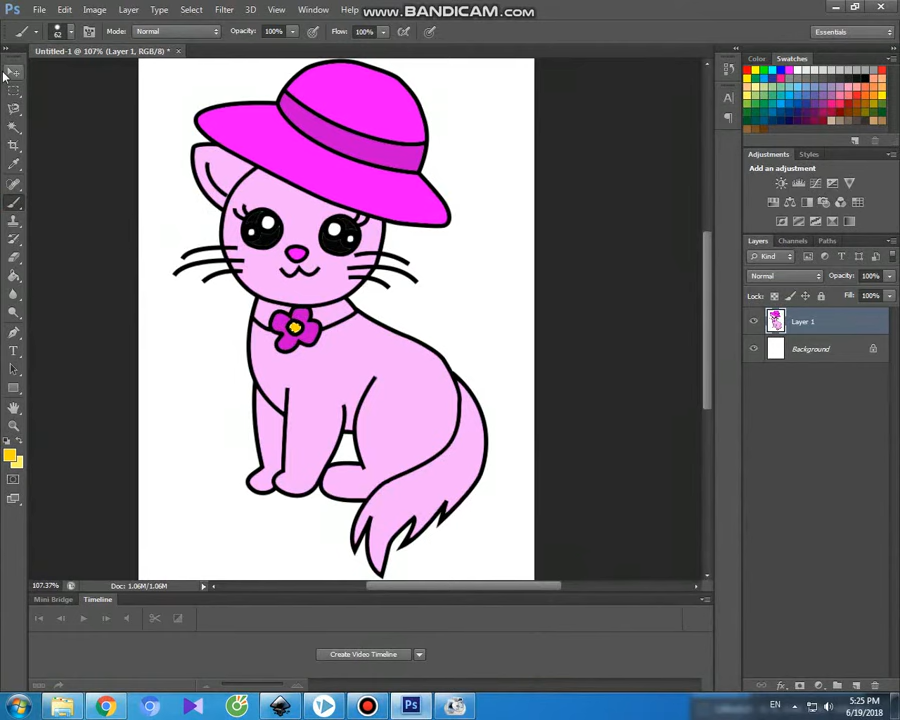 Ps File Edit Image Layer Type Select Filter 3D View Window Help
www.BANDICAM.com
62 Mode: Normal Opacity: 100% Flow: 100% Essentials
Untitled-1 @ 107% (Layer 1, RGB/8) * ×
Color Swatches
Adjustments Styles
Add an adjustment
Layers Channels Paths
Kind
Normal Opacity: 100%
Lock: Fill: 100%
Layer 1
Background
107.37% Doc: 1.06M/1.06M
Mini Bridge Timeline
Create Video Timeline
EN 5:25 PM
6/19/2018